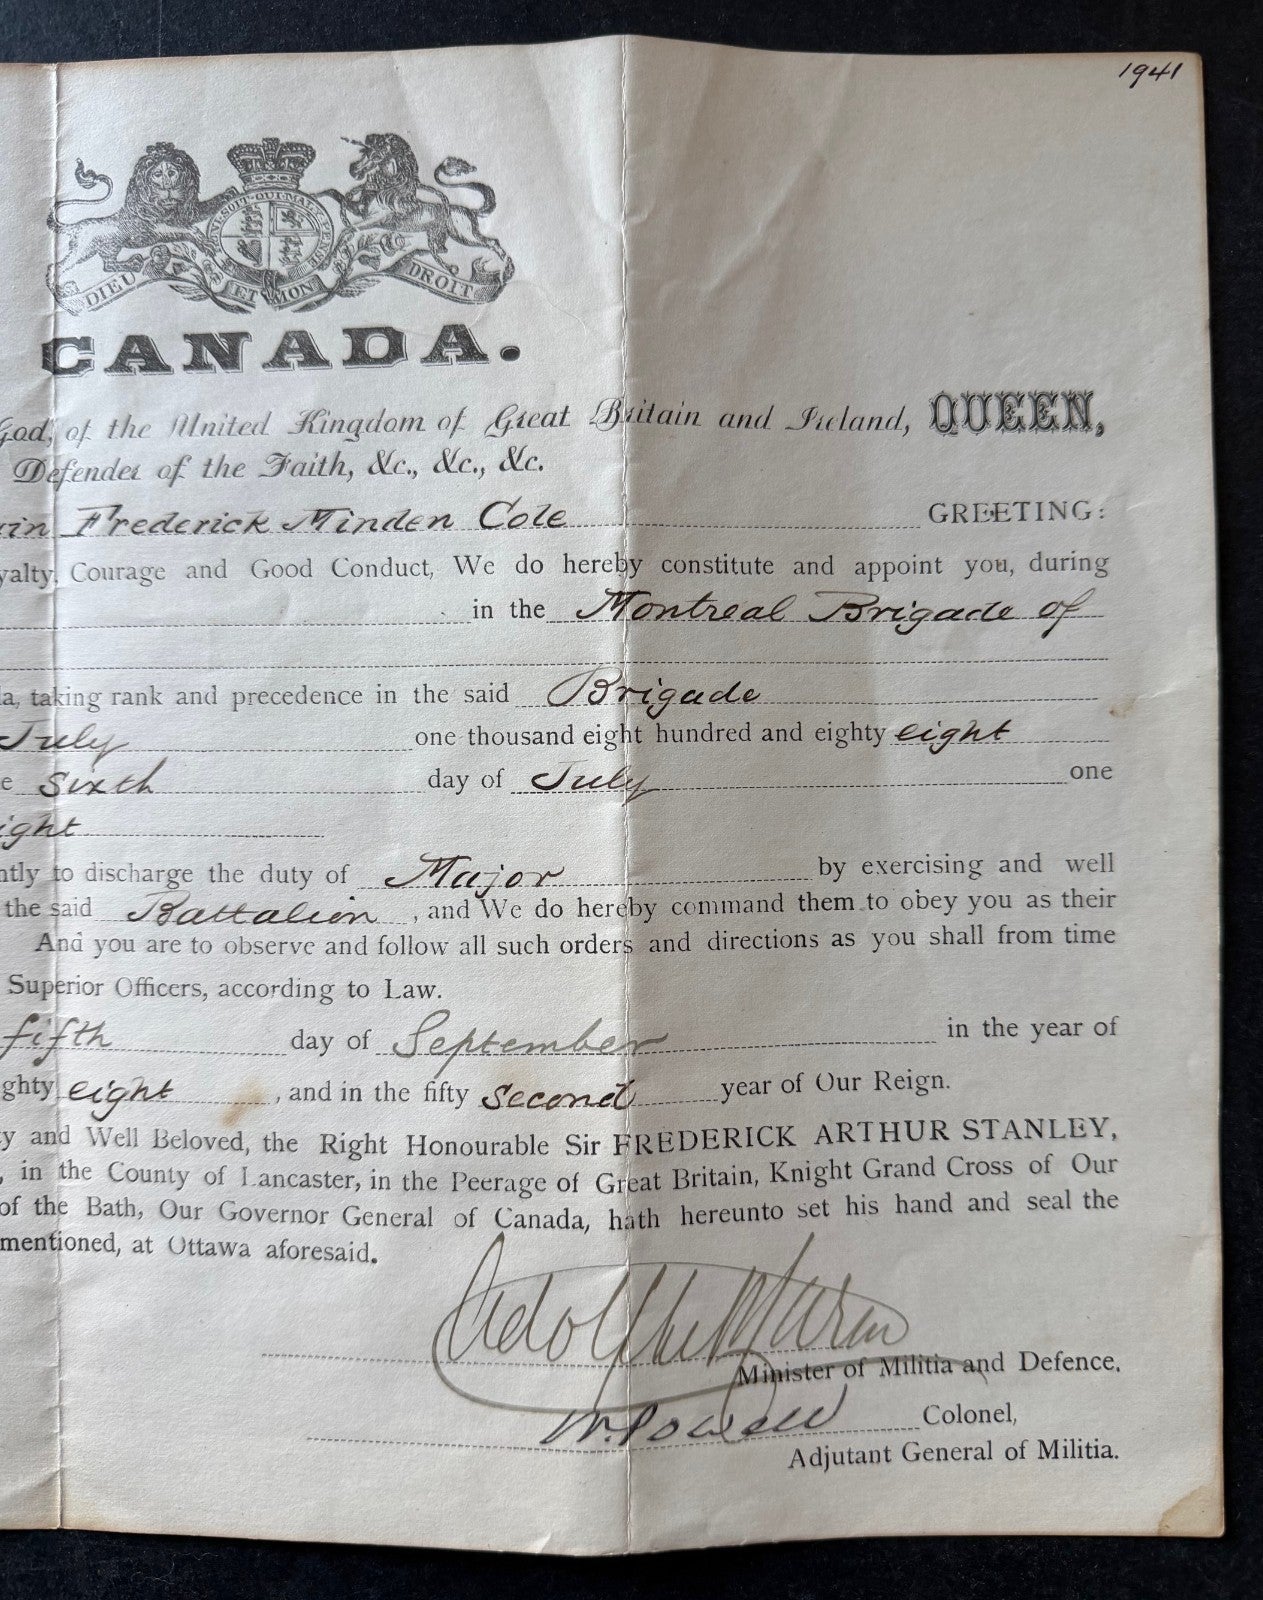 1941
HONI·SOIT·QUI·MAL·Y·PENSE
DIEU ET MON DROIT
CANADA.
God, of the United Kingdom of Great Britain and Ireland, QUEEN,
Defender of the Faith, &c., &c., &c.
Frederick Minden Cole GREETING:
yalty, Courage and Good Conduct, We do hereby constitute and appoint you, during
in the Montreal Brigade of
a, taking rank and precedence in the said Brigade
July one thousand eight hundred and eighty eight
e sixth day of July one
ight
ntly to discharge the duty of Major by exercising and well
the said Battalion, and We do hereby command them to obey you as their
And you are to observe and follow all such orders and directions as you shall from time
Superior Officers, according to Law.
fifth day of September in the year of
ghty eight, and in the fifty second year of Our Reign.
y and Well Beloved, the Right Honourable Sir FREDERICK ARTHUR STANLEY,
, in the County of Lancaster, in the Peerage of Great Britain, Knight Grand Cross of Our
of the Bath, Our Governor General of Canada, hath hereunto set his hand and seal the
mentioned, at Ottawa aforesaid.
Adolphe P Caron
Minister of Militia and Defence.
W. Powell Colonel,
Adjutant General of Militia.